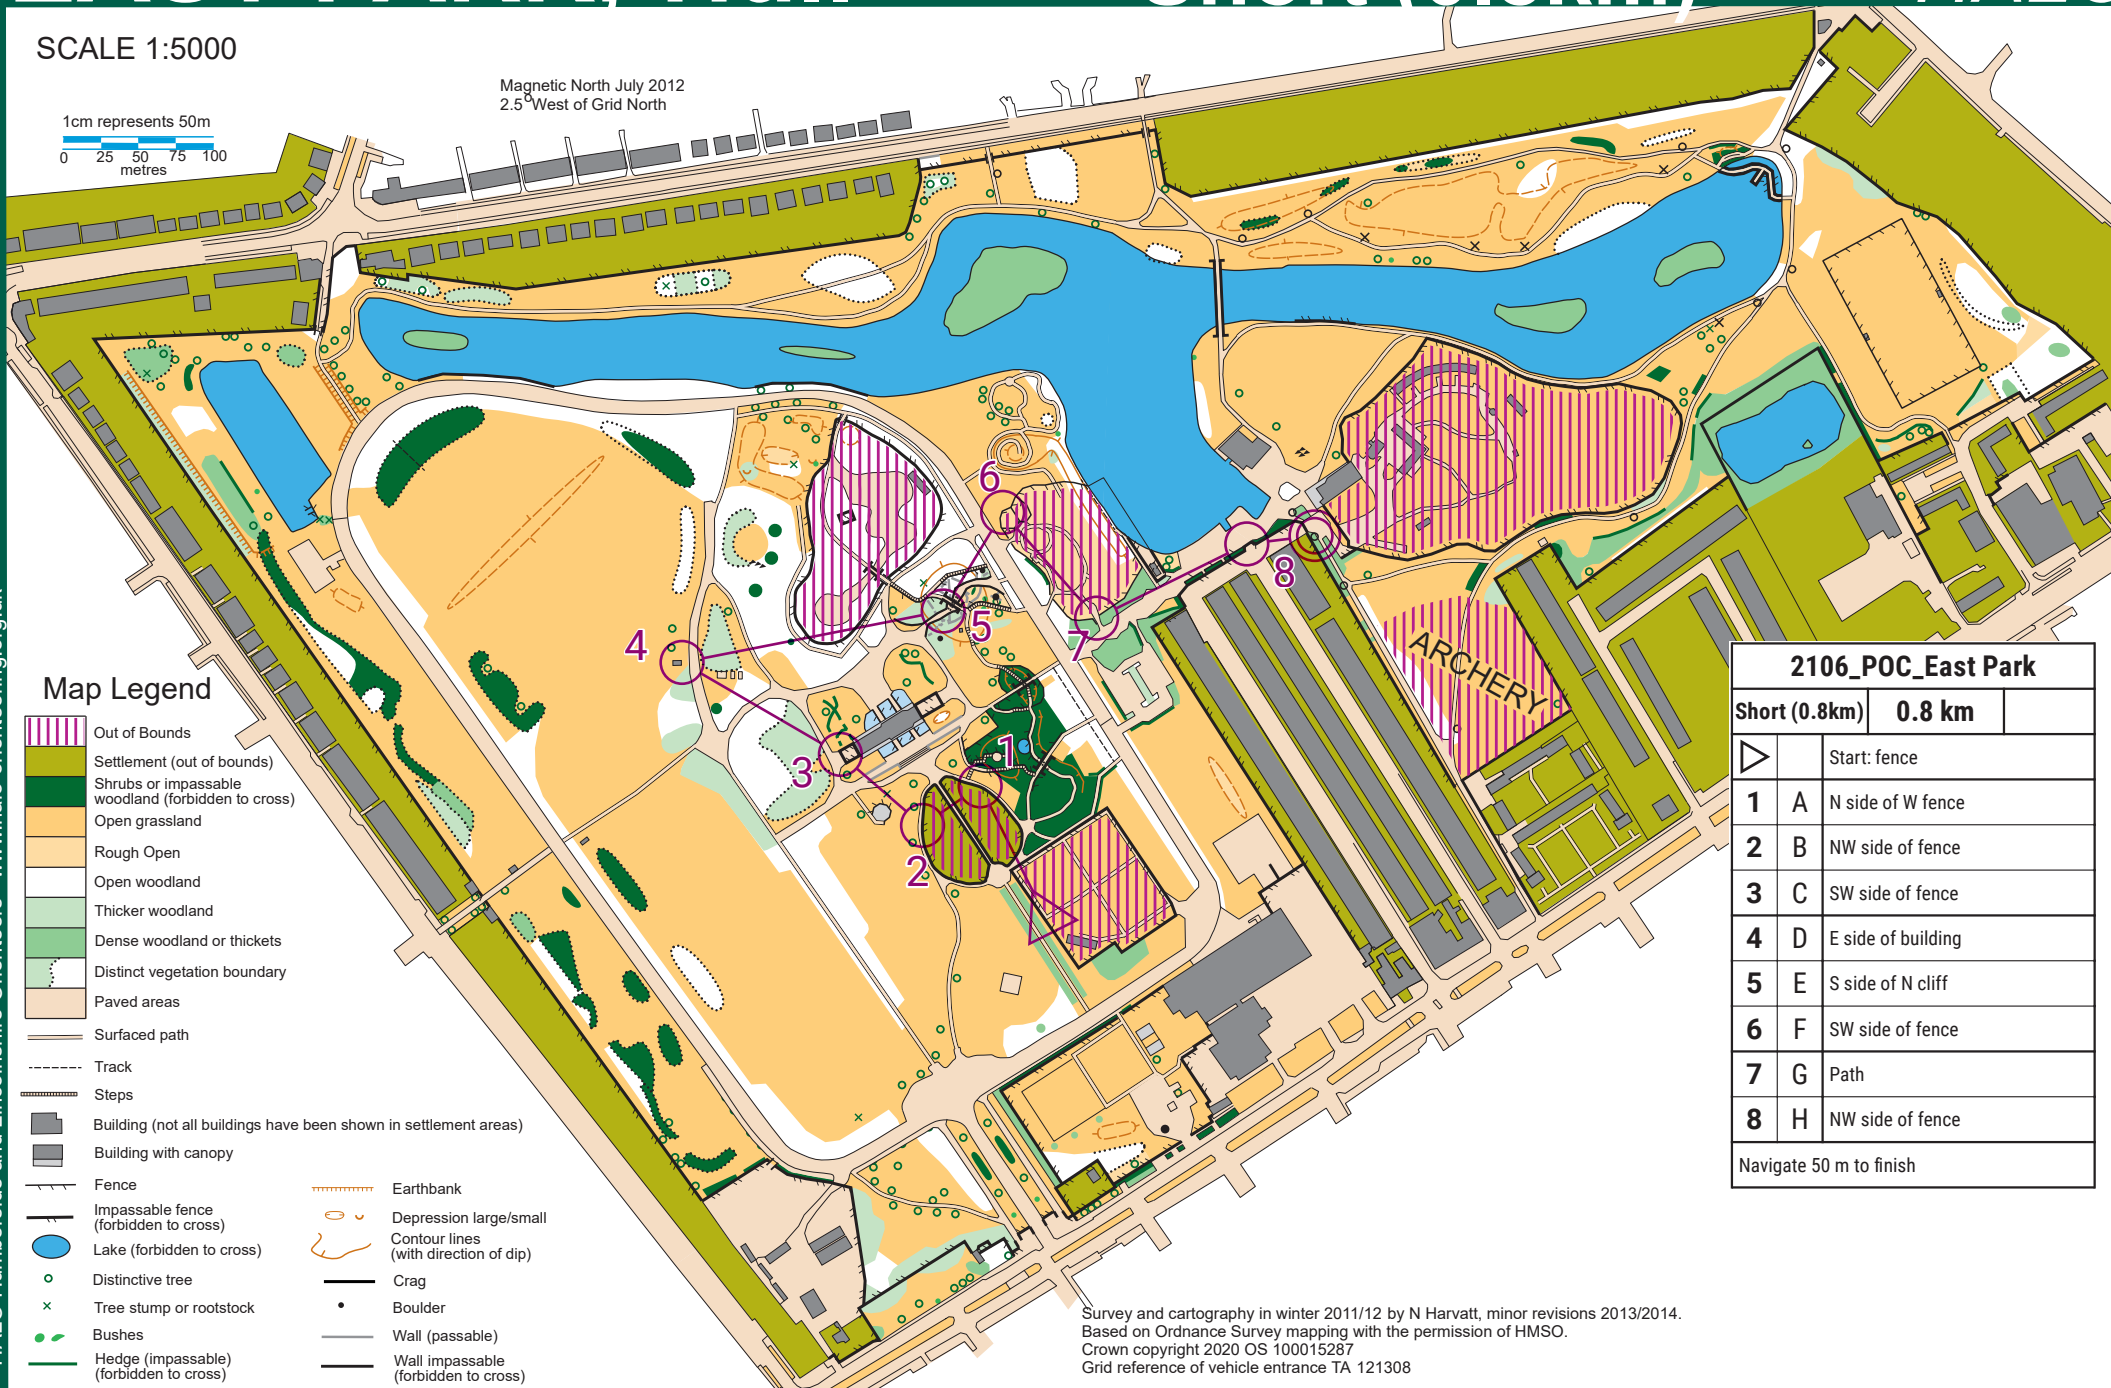 SCALE 1:5000
Magnetic North July 2012
2.5° West of Grid North
1cm represents 50m
0 25 50 75 100
metres
6
8
5
4
7
ARCHERY
1
3
2
Map Legend
Out of Bounds
Settlement (out of bounds)
Shrubs or impassable
woodland (forbidden to cross)
Open grassland
Rough Open
Open woodland
Thicker woodland
Dense woodland or thickets
Distinct vegetation boundary
Paved areas
Surfaced path
Track
Steps
Building (not all buildings have been shown in settlement areas)
Building with canopy
Fence
Impassable fence
(forbidden to cross)
Lake (forbidden to cross)
Distinctive tree
Tree stump or rootstock
Bushes
Hedge (impassable)
(forbidden to cross)
Earthbank
Depression large/small
Contour lines
(with direction of dip)
Crag
Boulder
Wall (passable)
Wall impassable
(forbidden to cross)
2106_POC_East Park
Short (0.8km) 0.8 km
Start: fence
1 A N side of W fence
2 B NW side of fence
3 C SW side of fence
4 D E side of building
5 E S side of N cliff
6 F SW side of fence
7 G Path
8 H NW side of fence
Navigate 50 m to finish
Survey and cartography in winter 2011/12 by N Harvatt, minor revisions 2013/2014.
Based on Ordnance Survey mapping with the permission of HMSO.
Crown copyright 2020 OS 100015287
Grid reference of vehicle entrance TA 121308